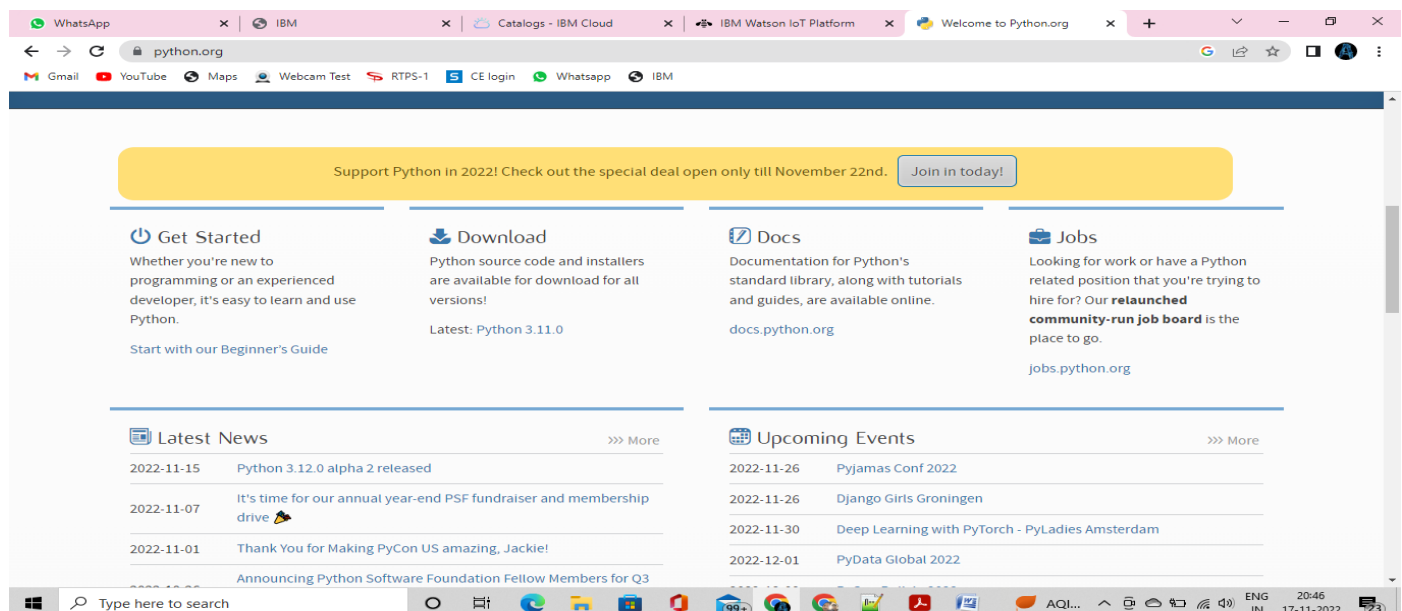 WhatsApp
IBM
Catalogs - IBM Cloud
IBM Watson IoT Platform
Welcome to Python.org
python.org
Gmail
YouTube
Maps
Webcam Test
RTPS-1
CE login
Whatsapp
IBM
Support Python in 2022! Check out the special deal open only till November 22nd.
Join in today!
Get Started
Whether you're new to
programming or an experienced
developer, it's easy to learn and use
Python.
Start with our Beginner's Guide
Download
Python source code and installers
are available for download for all
versions!
Latest: Python 3.11.0
Docs
Documentation for Python's
standard library, along with tutorials
and guides, are available online.
docs.python.org
Jobs
Looking for work or have a Python
related position that you're trying to
hire for? Our relaunched
community-run job board is the
place to go.
jobs.python.org
Latest News
>>> More
2022-11-15 Python 3.12.0 alpha 2 released
2022-11-07 It's time for our annual year-end PSF fundraiser and membership
drive
2022-11-01 Thank You for Making PyCon US amazing, Jackie!
Announcing Python Software Foundation Fellow Members for Q3
Upcoming Events
>>> More
2022-11-26 Pyjamas Conf 2022
2022-11-26 Django Girls Groningen
2022-11-30 Deep Learning with PyTorch - PyLadies Amsterdam
2022-12-01 PyData Global 2022
Type here to search
99+
AQI...
ENG
IN
20:46
17-11-2022
23